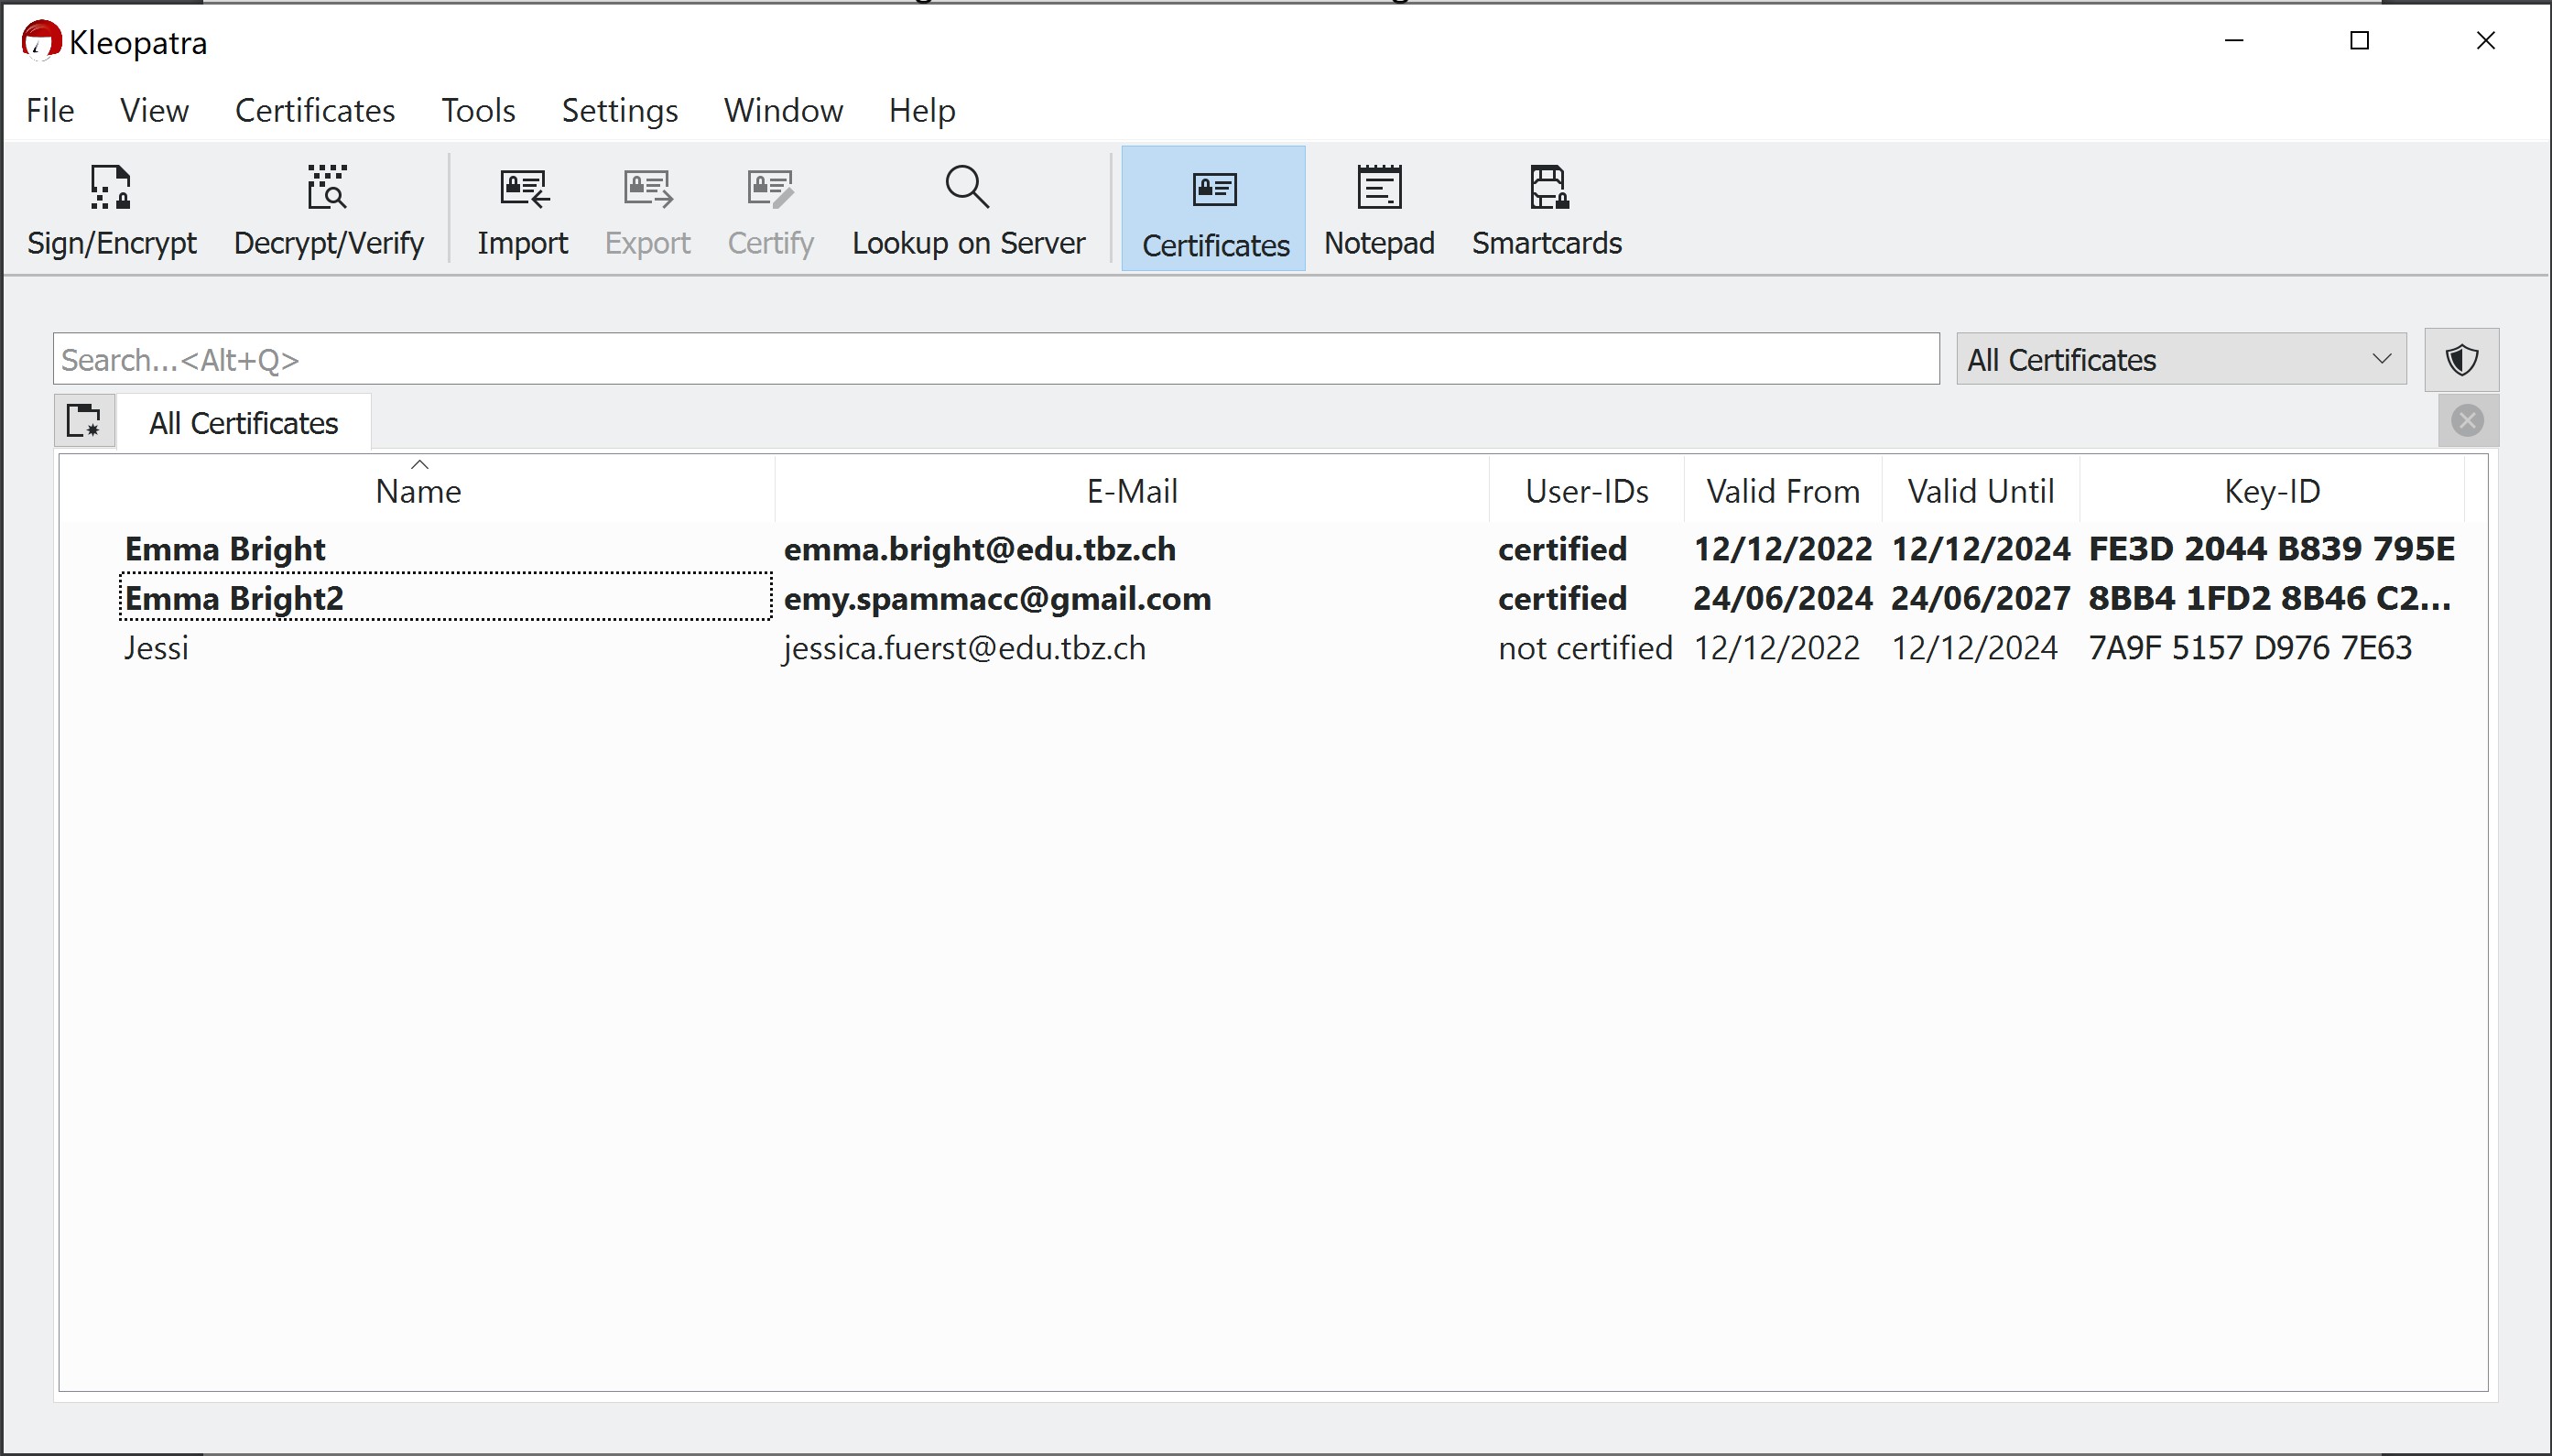 Kleopatra
File View Certificates Tools Settings Window Help
Sign/Encrypt Decrypt/Verify Import Export Certify Lookup on Server Certificates Notepad Smartcards
Search...<Alt+Q> All Certificates
All Certificates
Name E-Mail User-IDs Valid From Valid Until Key-ID
Emma Bright emma.bright@edu.tbz.ch certified 12/12/2022 12/12/2024 FE3D 2044 B839 795E
Emma Bright2 emy.spammacc@gmail.com certified 24/06/2024 24/06/2027 8BB4 1FD2 8B46 C2...
Jessi jessica.fuerst@edu.tbz.ch not certified 12/12/2022 12/12/2024 7A9F 5157 D976 7E63